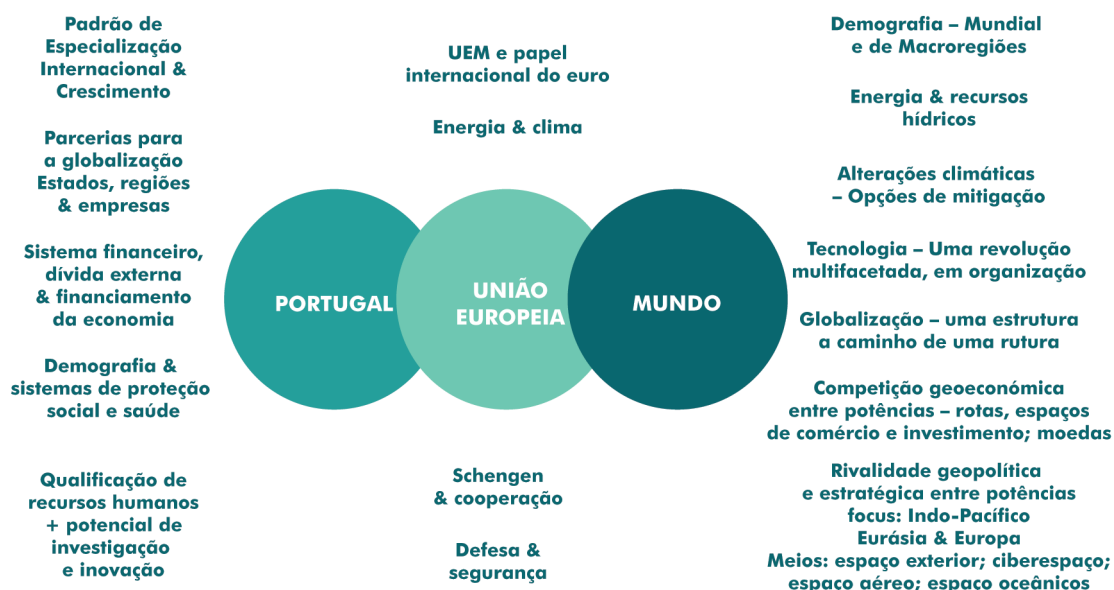 Padrão de
Especialização
Internacional &
Crescimento
Parcerias para
a globalização
Estados, regiões
& empresas
Sistema financeiro,
dívida externa
& financiamento
da economia
Demografia &
sistemas de proteção
social e saúde
Qualificação de
recursos humanos
+ potencial de
investigação
e inovação
PORTUGAL
UEM e papel
internacional do euro
Energia & clima
UNIÃO
EUROPEIA
Schengen
& cooperação
Defesa &
segurança
MUNDO
Demografia – Mundial
e de Macroregiões
Energia & recursos
hídricos
Alterações climáticas
– Opções de mitigação
Tecnologia – Uma revolução
multifacetada, em organização
Globalização – uma estrutura
a caminho de uma rutura
Competição geoeconómica
entre potências – rotas, espaços
de comércio e investimento; moedas
Rivalidade geopolítica
e estratégica entre potências
focus: Indo-Pacífico
Eurásia & Europa
Meios: espaço exterior; ciberespaço;
espaço aéreo; espaço oceânicos